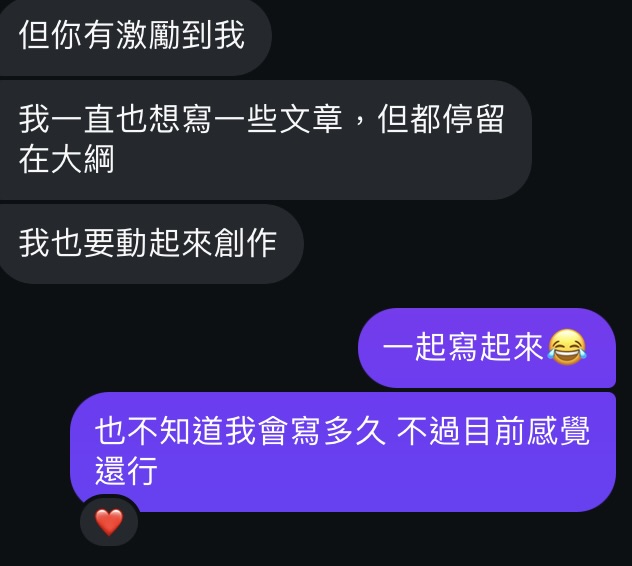 但你有激勵到我
我一直也想寫一些文章，但都停留
在大綱
我也要動起來創作
一起寫起來😂
也不知道我會寫多久 不過目前感覺
還行
❤️